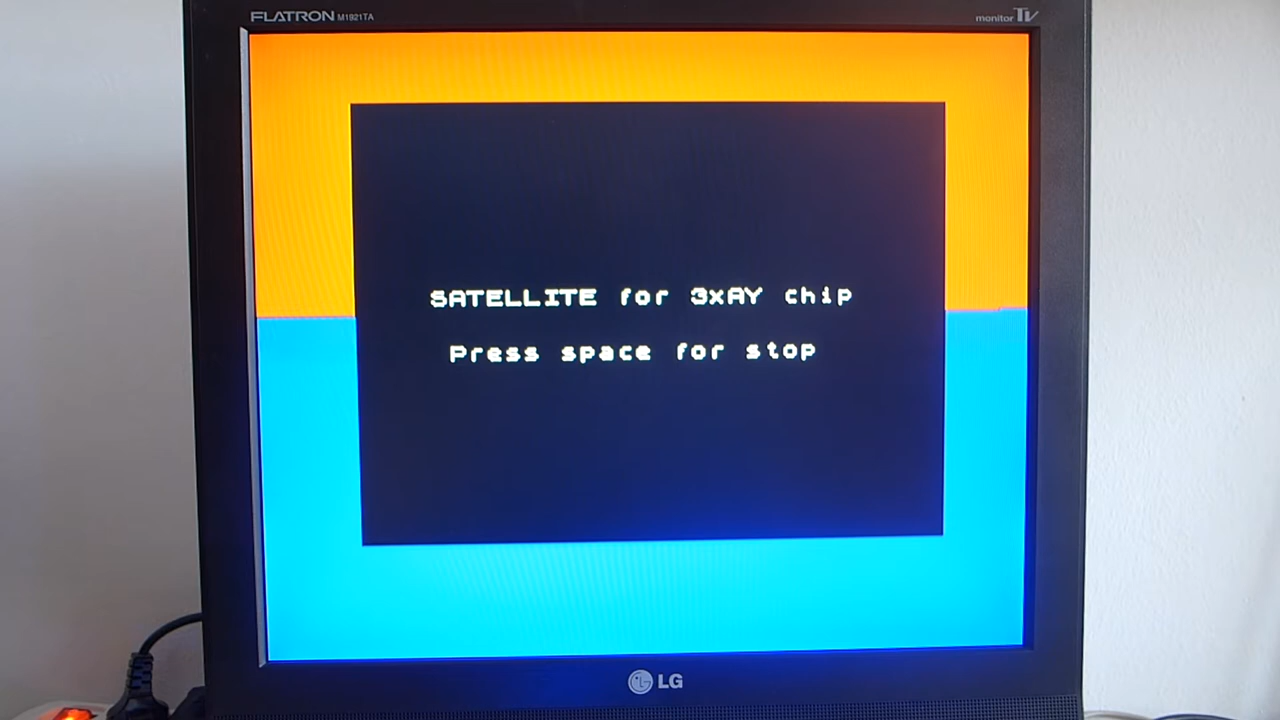 FLATRON M1921TA
monitor TV
SATELLITE for 3xAY chip
Press space for stop
LG